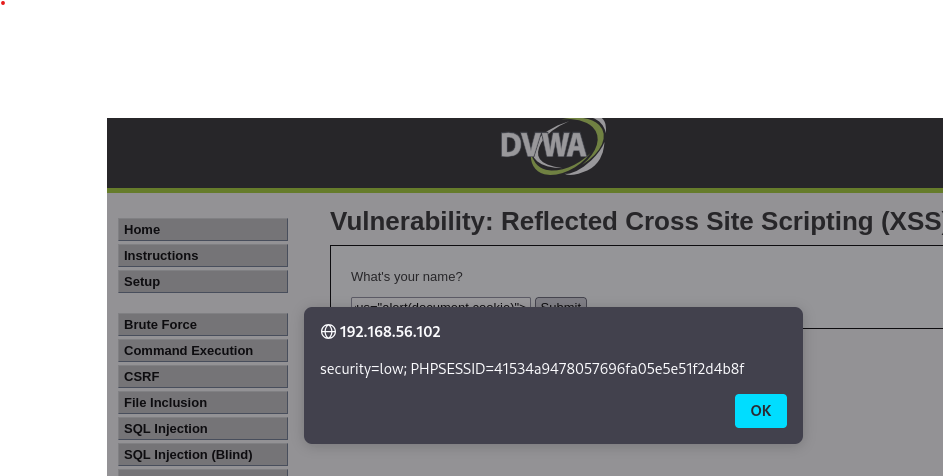 DVWA
Vulnerability: Reflected Cross Site Scripting (XSS)
Home
Instructions
Setup
Brute Force
Command Execution
CSRF
File Inclusion
SQL Injection
SQL Injection (Blind)
What's your name?
us="alert(document.cookie)">
Submit
192.168.56.102
security=low; PHPSESSID=41534a9478057696fa05e5e51f2d4b8f
OK